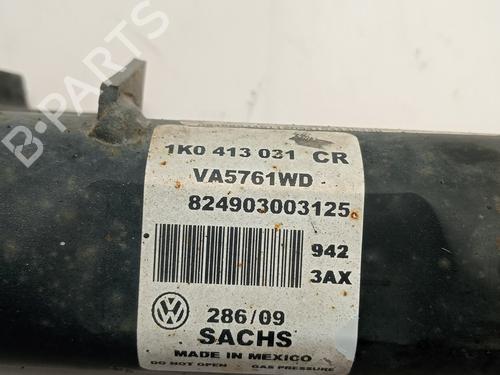 B-PARTS
1K0 413 031 CR
VA5761WD
824903003125
942
3AX
286/09
SACHS
MADE IN MEXICO
DO NOT OPEN GAS PRESSURE